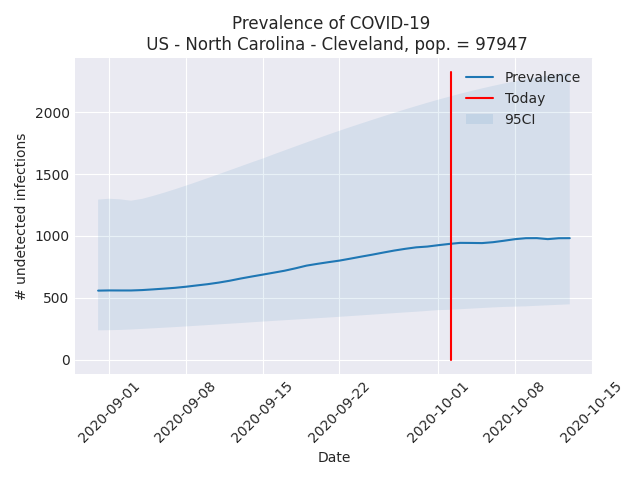 Prevalence of COVID-19
US - North Carolina - Cleveland, pop. = 97947
Prevalence
Today
95CI
# undetected infections
2000
1500
1000
500
0
2020-09-01
2020-09-08
2020-09-15
2020-09-22
2020-10-01
2020-10-08
2020-10-15
Date